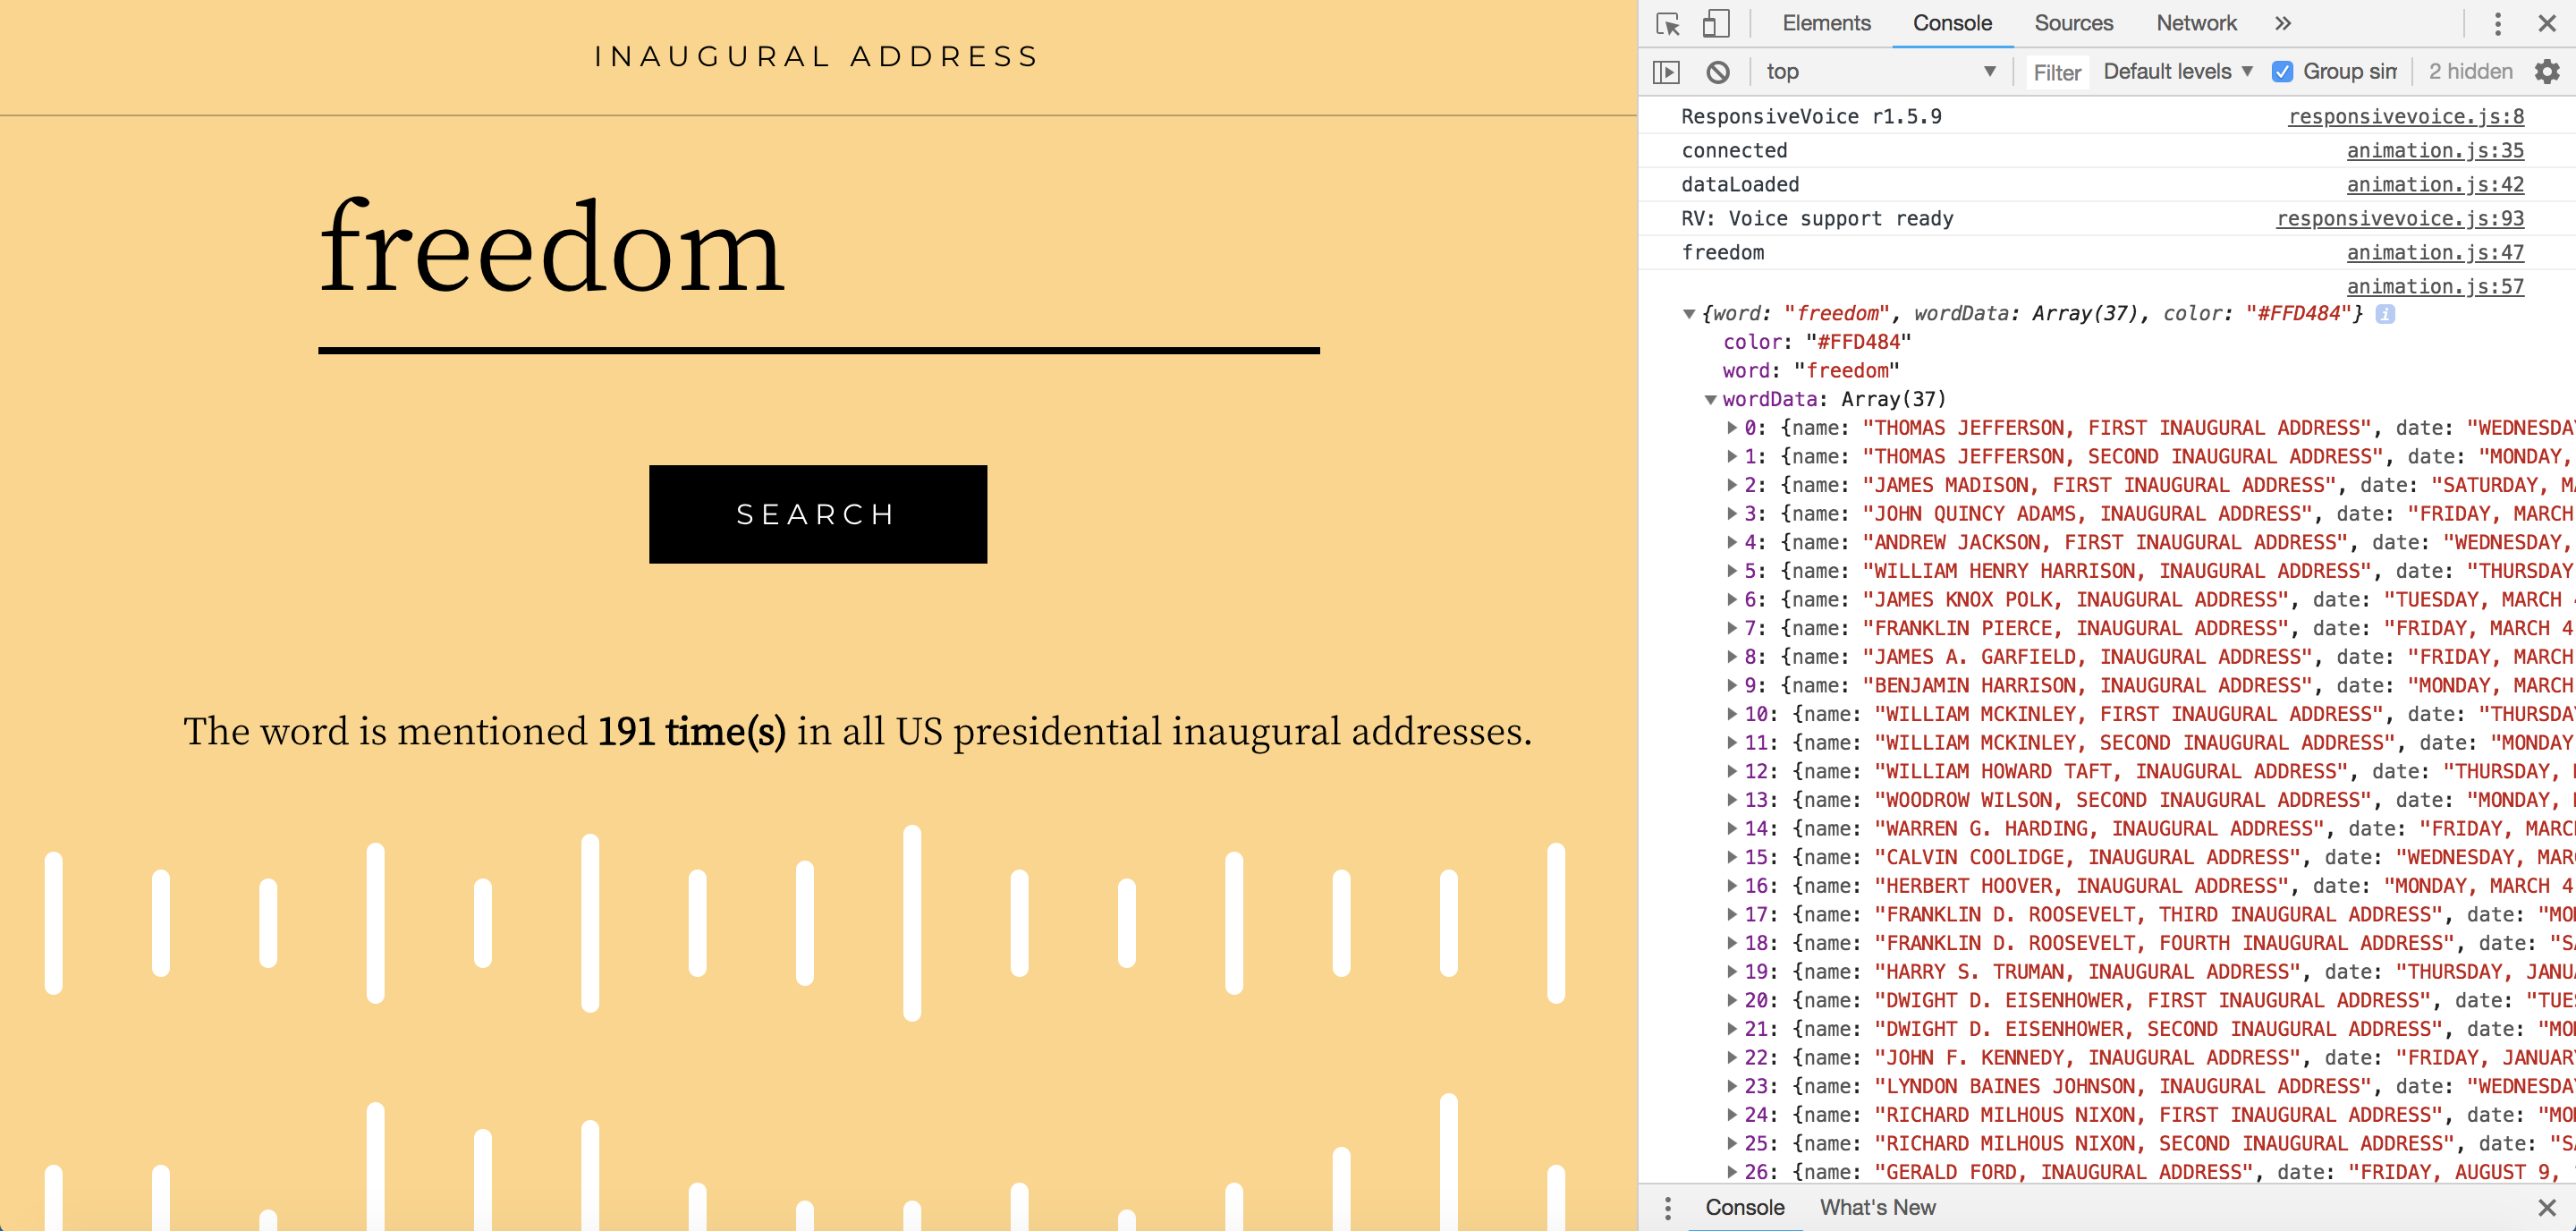 INAUGURAL ADDRESS
freedom
SEARCH
The word is mentioned 191 time(s) in all US presidential inaugural addresses.
Elements Console Sources Network »
top Filter Default levels Group sim 2 hidden
ResponsiveVoice r1.5.9 responsivevoice.js:8
connected animation.js:35
dataLoaded animation.js:42
RV: Voice support ready responsivevoice.js:93
freedom animation.js:47
animation.js:57
{word: "freedom", wordData: Array(37), color: "#FFD484"} i
color: "#FFD484"
word: "freedom"
wordData: Array(37)
0: {name: "THOMAS JEFFERSON, FIRST INAUGURAL ADDRESS", date: "WEDNESDA
1: {name: "THOMAS JEFFERSON, SECOND INAUGURAL ADDRESS", date: "MONDAY,
2: {name: "JAMES MADISON, FIRST INAUGURAL ADDRESS", date: "SATURDAY, MA
3: {name: "JOHN QUINCY ADAMS, INAUGURAL ADDRESS", date: "FRIDAY, MARCH
4: {name: "ANDREW JACKSON, FIRST INAUGURAL ADDRESS", date: "WEDNESDAY,
5: {name: "WILLIAM HENRY HARRISON, INAUGURAL ADDRESS", date: "THURSDAY
6: {name: "JAMES KNOX POLK, INAUGURAL ADDRESS", date: "TUESDAY, MARCH
7: {name: "FRANKLIN PIERCE, INAUGURAL ADDRESS", date: "FRIDAY, MARCH 4
8: {name: "JAMES A. GARFIELD, INAUGURAL ADDRESS", date: "FRIDAY, MARCH
9: {name: "BENJAMIN HARRISON, INAUGURAL ADDRESS", date: "MONDAY, MARCH
10: {name: "WILLIAM MCKINLEY, FIRST INAUGURAL ADDRESS", date: "THURSDA
11: {name: "WILLIAM MCKINLEY, SECOND INAUGURAL ADDRESS", date: "MONDAY
12: {name: "WILLIAM HOWARD TAFT, INAUGURAL ADDRESS", date: "THURSDAY,
13: {name: "WOODROW WILSON, SECOND INAUGURAL ADDRESS", date: "MONDAY,
14: {name: "WARREN G. HARDING, INAUGURAL ADDRESS", date: "FRIDAY, MARC
15: {name: "CALVIN COOLIDGE, INAUGURAL ADDRESS", date: "WEDNESDAY, MAR
16: {name: "HERBERT HOOVER, INAUGURAL ADDRESS", date: "MONDAY, MARCH 4
17: {name: "FRANKLIN D. ROOSEVELT, THIRD INAUGURAL ADDRESS", date: "MO
18: {name: "FRANKLIN D. ROOSEVELT, FOURTH INAUGURAL ADDRESS", date: "S
19: {name: "HARRY S. TRUMAN, INAUGURAL ADDRESS", date: "THURSDAY, JANU
20: {name: "DWIGHT D. EISENHOWER, FIRST INAUGURAL ADDRESS", date: "TUE
21: {name: "DWIGHT D. EISENHOWER, SECOND INAUGURAL ADDRESS", date: "MO
22: {name: "JOHN F. KENNEDY, INAUGURAL ADDRESS", date: "FRIDAY, JANUAR
23: {name: "LYNDON BAINES JOHNSON, INAUGURAL ADDRESS", date: "WEDNESDA
24: {name: "RICHARD MILHOUS NIXON, FIRST INAUGURAL ADDRESS", date: "MO
25: {name: "RICHARD MILHOUS NIXON, SECOND INAUGURAL ADDRESS", date: "S
26: {name: "GERALD FORD, INAUGURAL ADDRESS", date: "FRIDAY, AUGUST 9,
Console What's New